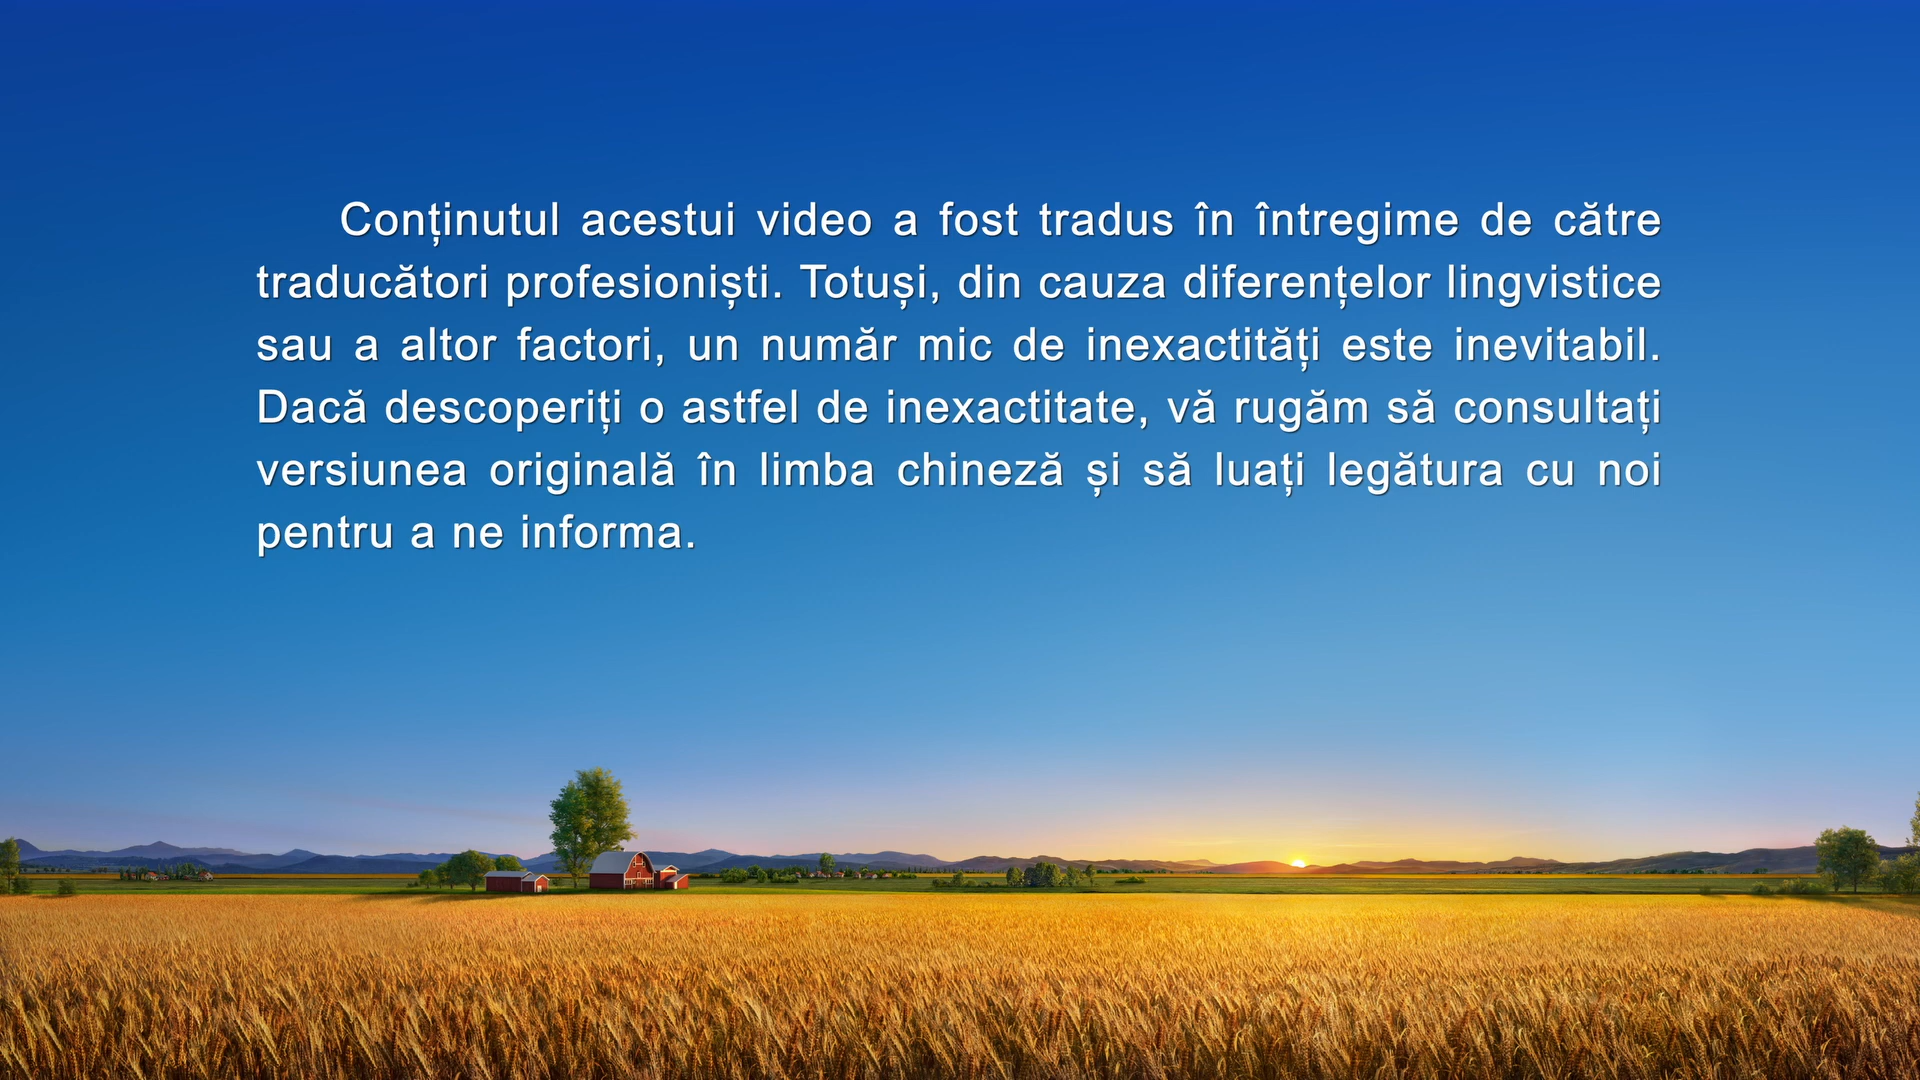 Conținutul acestui video a fost tradus în întregime de către
traducători profesioniști. Totuși, din cauza diferențelor lingvistice
sau a altor factori, un număr mic de inexactități este inevitabil.
Dacă descoperiți o astfel de inexactitate, vă rugăm să consultați
versiunea originală în limba chineză și să luați legătura cu noi
pentru a ne informa.